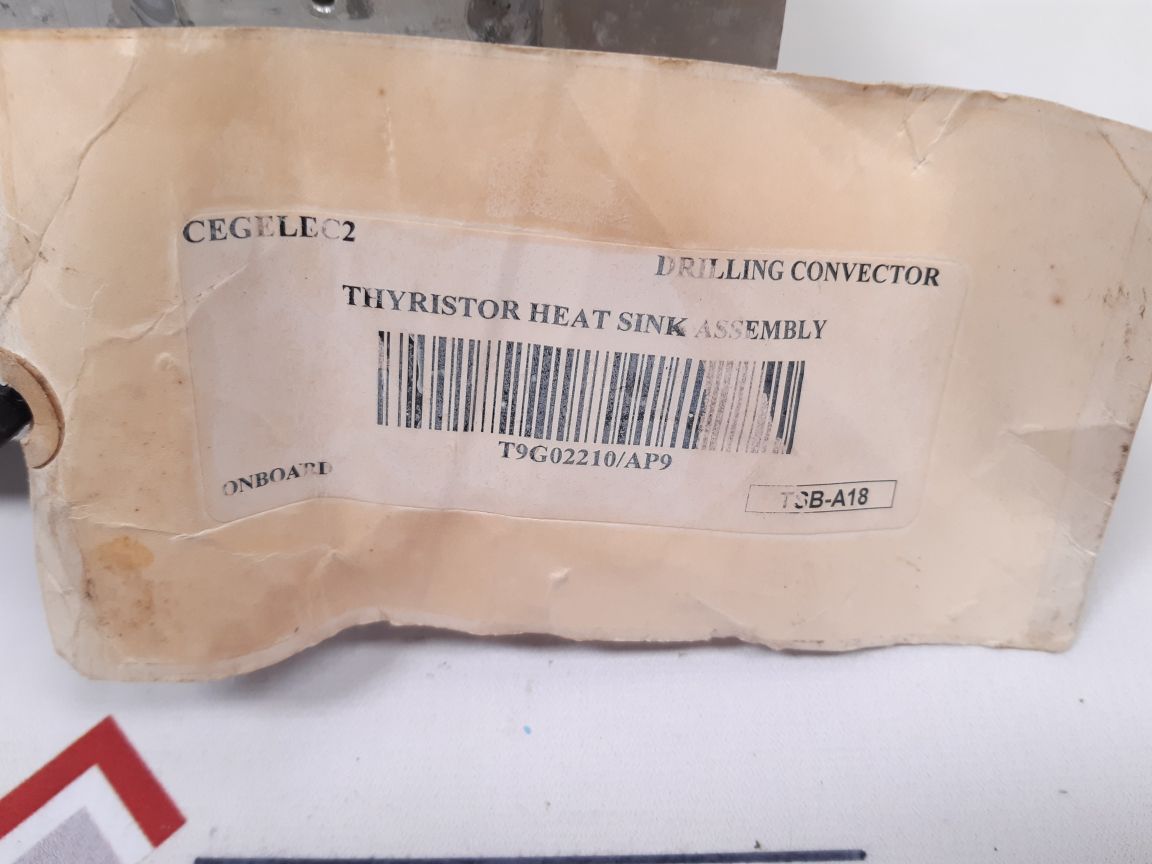 CEGELEC2
DRILLING CONVECTOR
THYRISTOR HEAT SINK ASSEMBLY
T9G02210/AP9
ONBOARD
TSB-A18